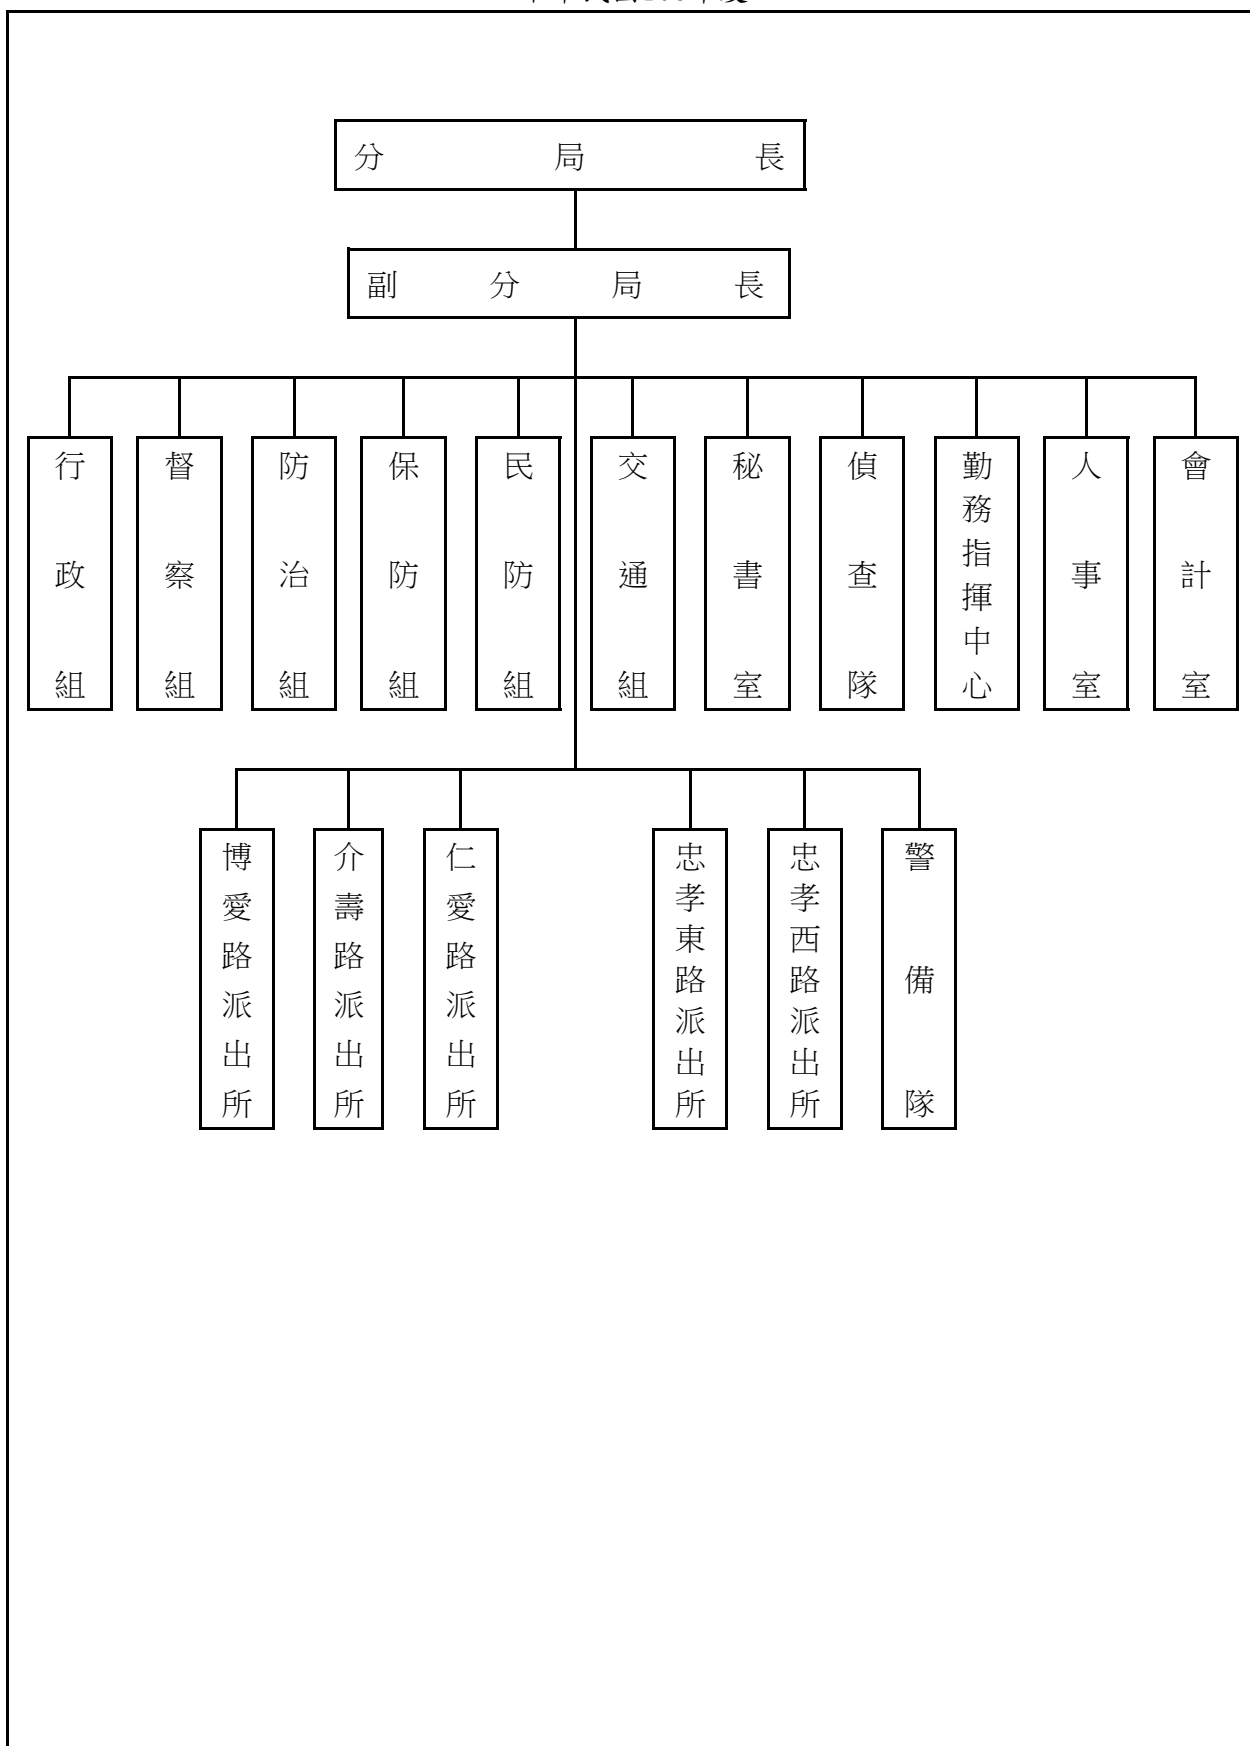 分局長
副分局長
行政組
督察組
防治組
保防組
民防組
交通組
秘書室
偵查隊
勤務指揮中心
人事室
會計室
博愛路派出所
介壽路派出所
仁愛路派出所
忠孝東路派出所
忠孝西路派出所
警備隊